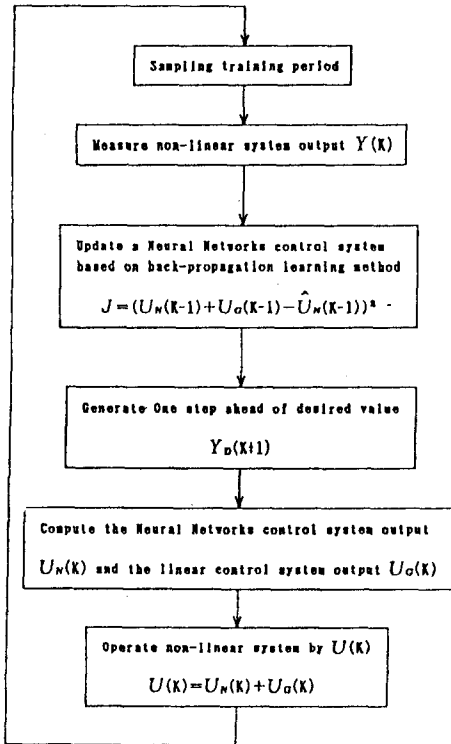 Sampling training period
Measure non-linear system output Y(K)
Update a Neural Networks control system
based on back-propagation learning method
J=(U_N(K-1)+U_G(K-1)-Û_N(K-1))²
Generate One step ahead of desired value
Y_D(K+1)
Compute the Neural Networks control system output
U_N(K) and the linear control system output U_G(K)
Operate non-linear system by U(K)
U(K)=U_N(K)+U_G(K)